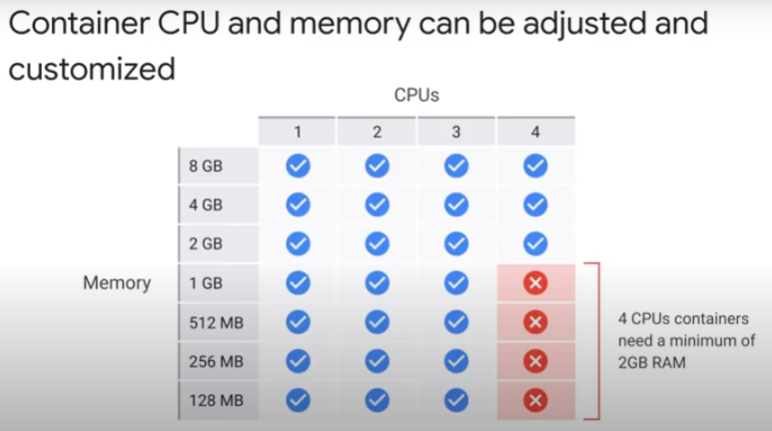 Container CPU and memory can be adjusted and
customized
CPUs
1 2 3 4
8 GB
4 GB
2 GB
Memory
1 GB
512 MB
256 MB
128 MB
4 CPUs containers
need a minimum of
2GB RAM